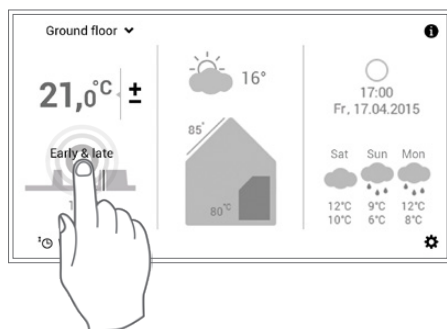 Ground floor
21,0°C ±
Early & late
16°
85°
80°C
17:00
Fr, 17.04.2015
Sat Sun Mon
12°C 9°C 12°C
10°C 6°C 8°C